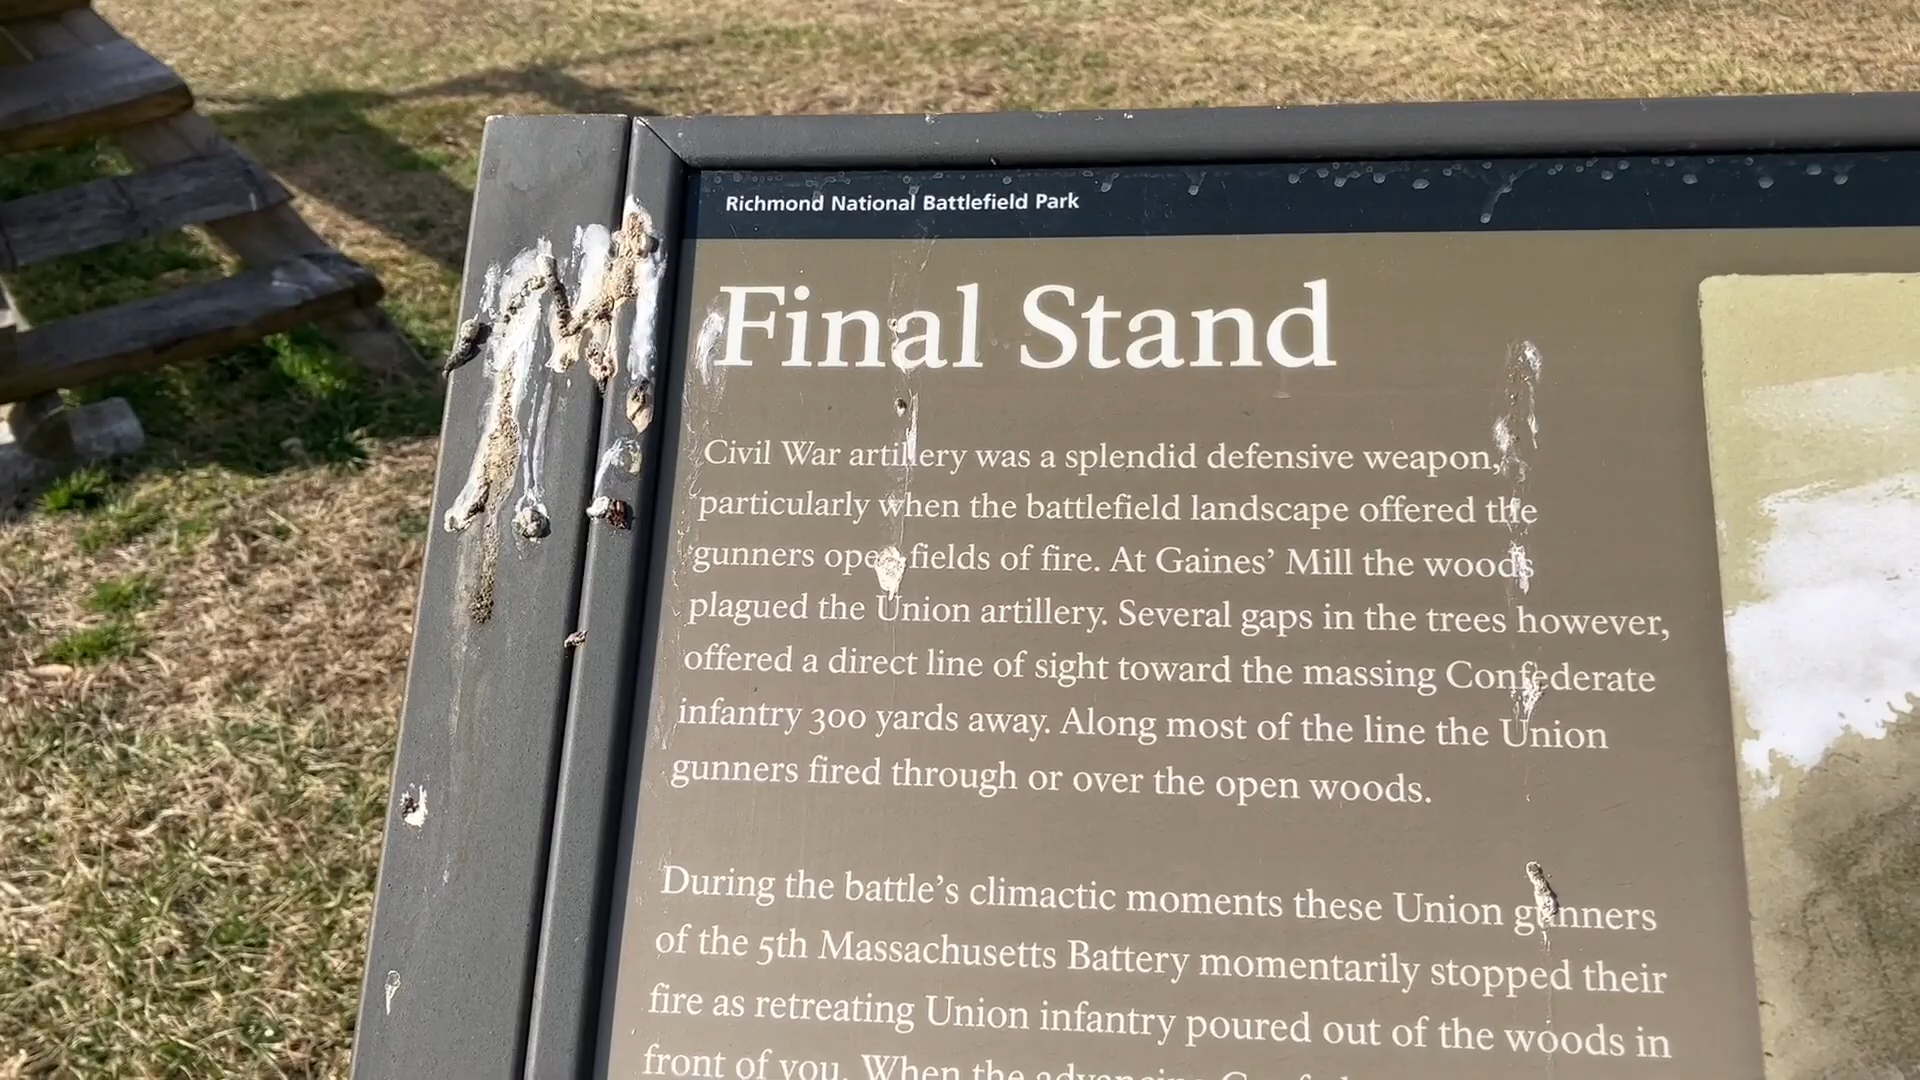 Richmond National Battlefield Park
Final Stand
Civil War artillery was a splendid defensive weapon,
particularly when the battlefield landscape offered the
gunners open fields of fire. At Gaines’ Mill the woods
plagued the Union artillery. Several gaps in the trees however,
offered a direct line of sight toward the massing Confederate
infantry 300 yards away. Along most of the line the Union
gunners fired through or over the open woods.
During the battle’s climactic moments these Union gunners
of the 5th Massachusetts Battery momentarily stopped their
fire as retreating Union infantry poured out of the woods in
front of you. When the advancing